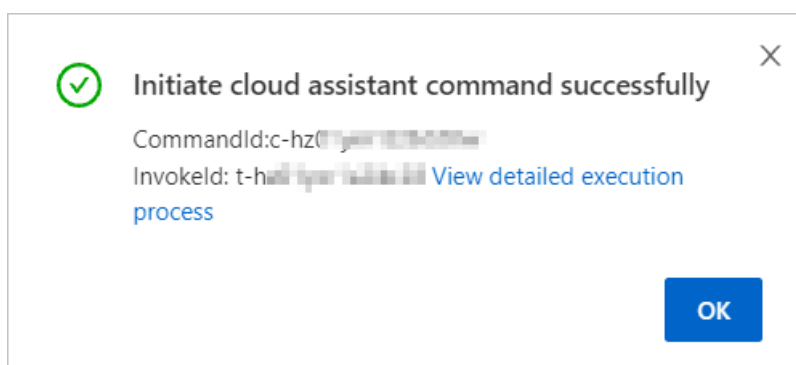 Initiate cloud assistant command successfully
CommandId:c-hz
InvokeId: t-h View detailed execution
process
OK